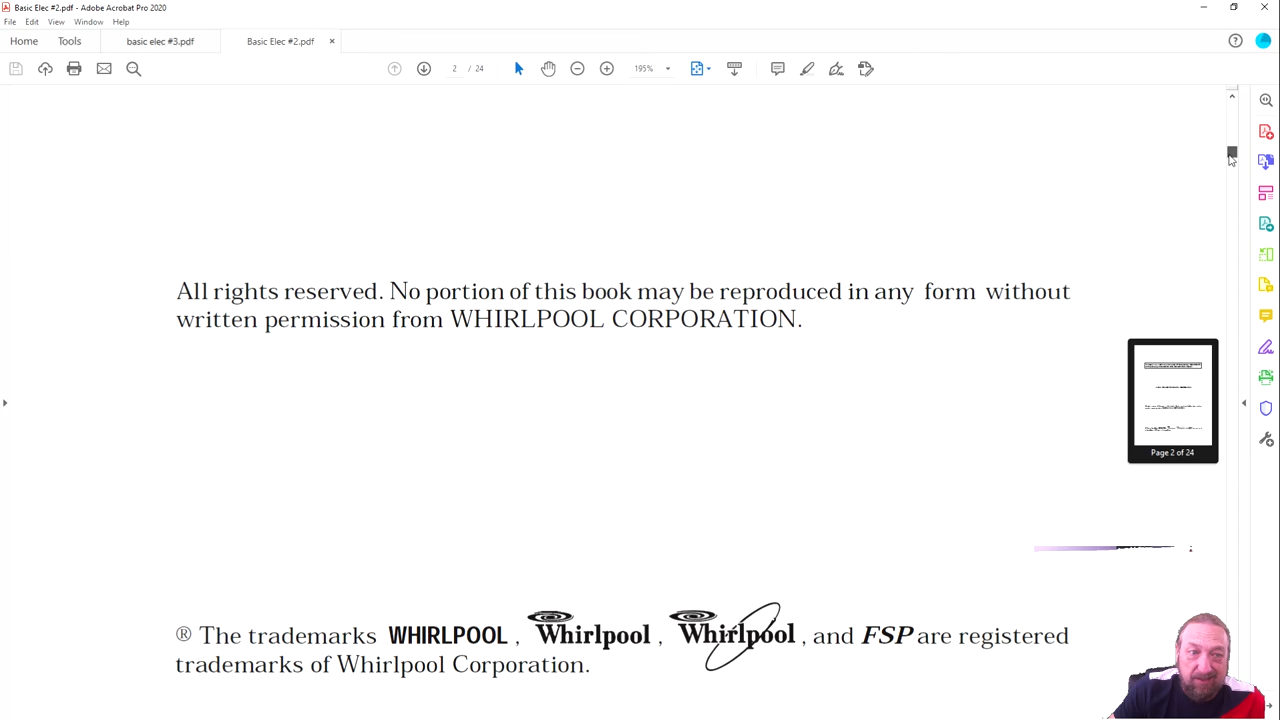 Basic Elec #2.pdf - Adobe Acrobat Pro 2020
File Edit View Window Help
Home Tools basic elec #3.pdf Basic Elec #2.pdf ×
2 / 24 195%
All rights reserved. No portion of this book may be reproduced in any form without
written permission from WHIRLPOOL CORPORATION.
Page 2 of 24
® The trademarks WHIRLPOOL , Whirlpool , Whirlpool , and FSP are registered
trademarks of Whirlpool Corporation.